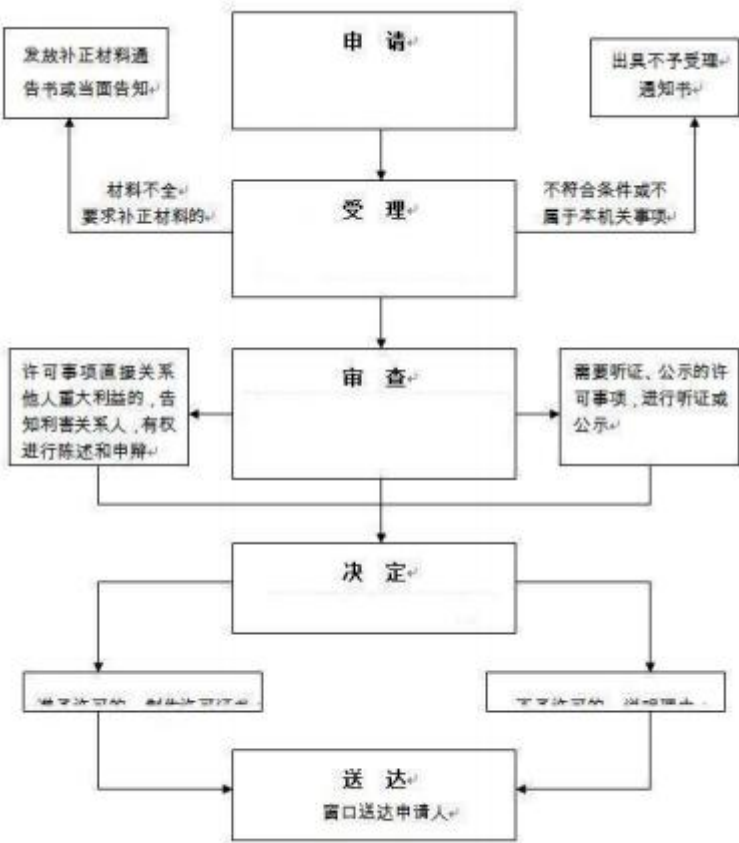 申 请
发放补正材料通
告书或当面告知
出具不予受理
通知书
材料不全
要求补正材料的
受 理
不符合条件或不
属于本机关事项
许可事项直接关系
他人重大利益的，告
知利害关系人，有权
进行陈述和申辩
审 查
需要听证、公示的许
可事项，进行听证或
公示
决 定
送 达
窗口送达申请人